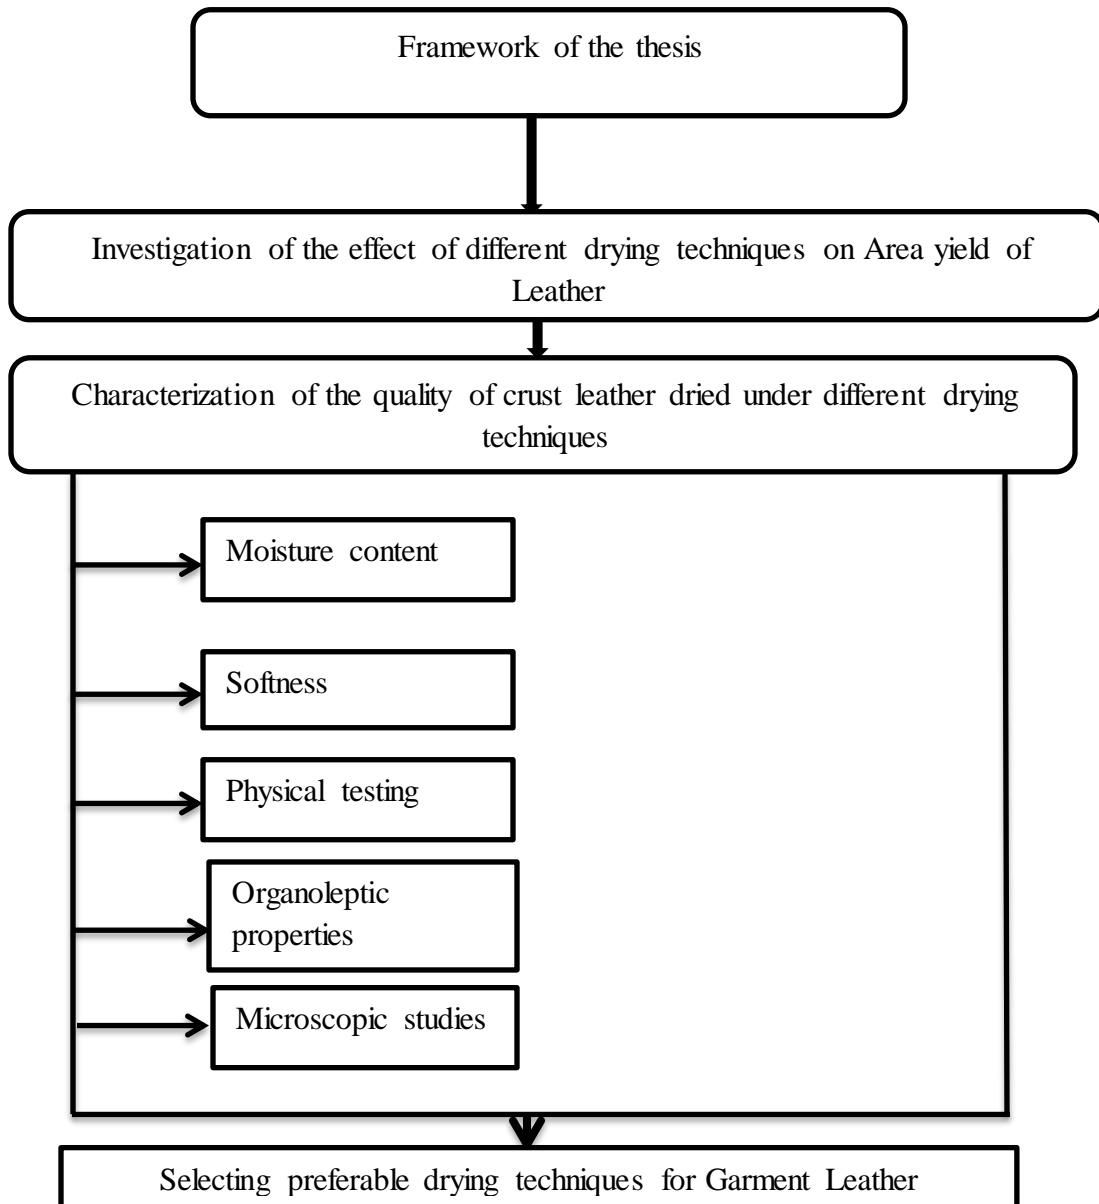 Framework of the thesis
Investigation of the effect of different drying techniques on Area yield of
Leather
Characterization of the quality of crust leather dried under different drying
techniques
Moisture content
Softness
Physical testing
Organoleptic
properties
Microscopic studies
Selecting preferable drying techniques for Garment Leather